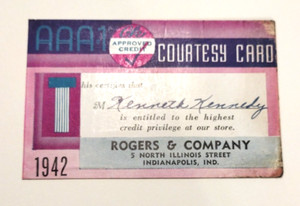 AAA
APPROVED
CREDIT
COURTESY CARD
This certifies that
M Kenneth Kennedy
is entitled to the highest
credit privilege at our store.
ROGERS & COMPANY
5 NORTH ILLINOIS STREET
INDIANAPOLIS, IND.
1942